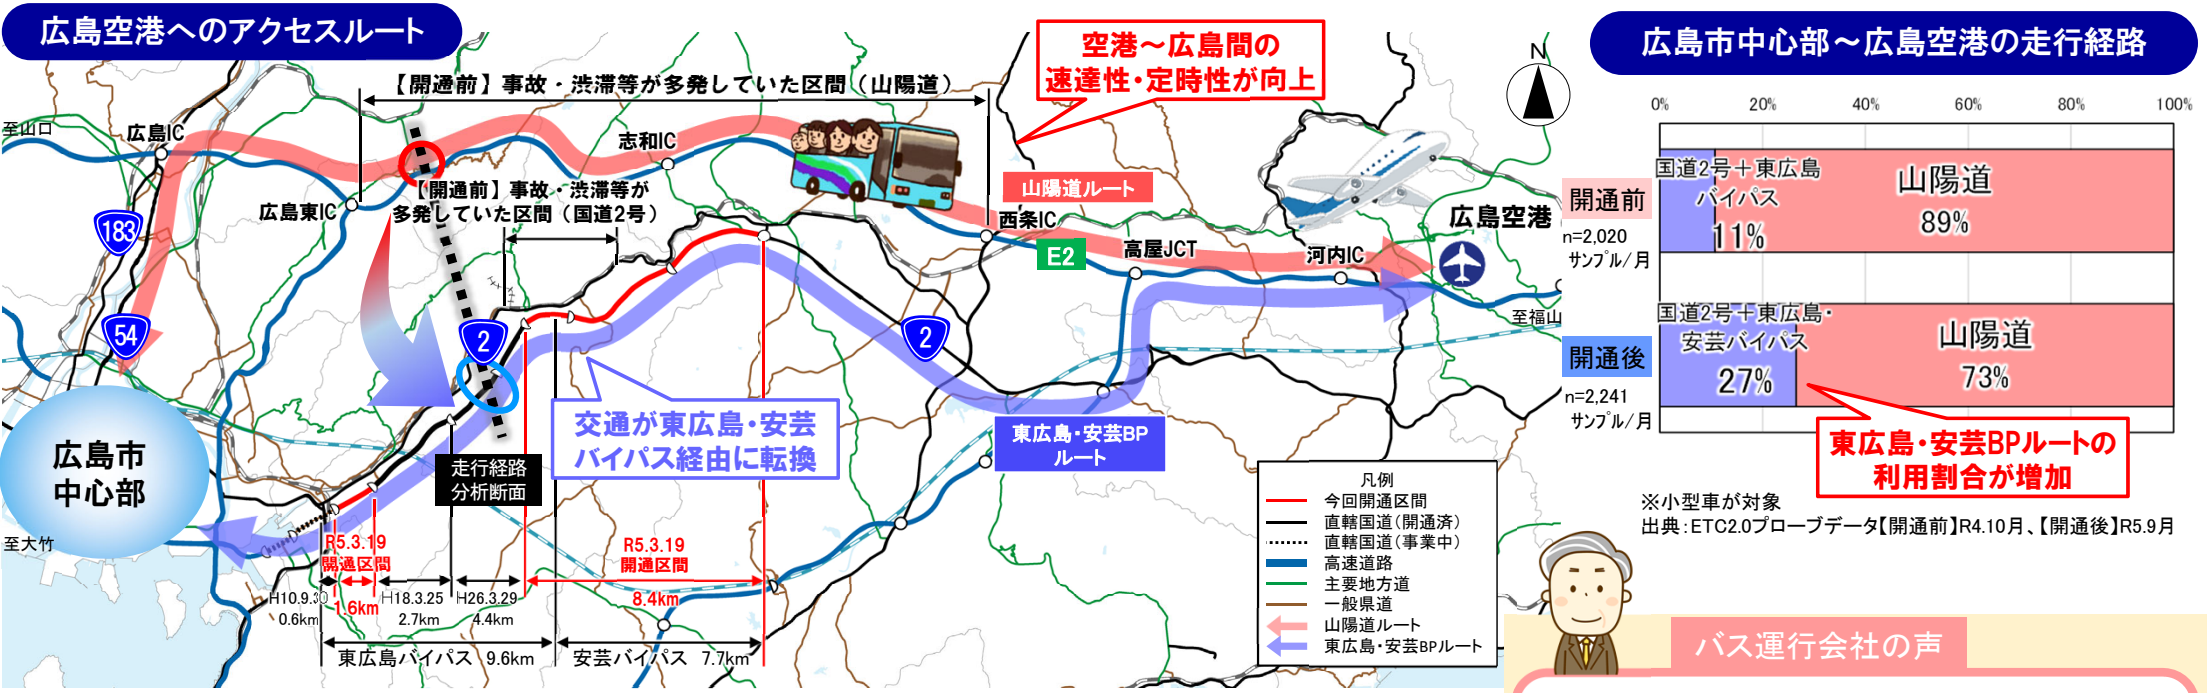 広島空港へのアクセスルート
空港～広島間の
速達性・定時性が向上
【開通前】事故・渋滞等が多発していた区間（山陽道）
N
至山口
広島IC
志和IC
【開通前】事故・渋滞等が
多発していた区間（国道2号）
広島東IC
山陽道ルート
西条IC
広島空港
183
E2
高屋JCT
河内IC
54
2
2
至福山
交通が東広島・安芸
バイパス経由に転換
東広島・安芸BP
ルート
広島市
中心部
走行経路
分析断面
至大竹
R5.3.19
開通区間
R5.3.19
開通区間
H10.9.30
0.6km
1.6km
H18.3.25
2.7km
H26.3.29
4.4km
8.4km
東広島バイパス 9.6km
安芸バイパス 7.7km
凡例
今回開通区間
直轄国道（開通済）
直轄国道（事業中）
高速道路
主要地方道
一般県道
山陽道ルート
東広島・安芸BPルート
広島市中心部～広島空港の走行経路
0% 20% 40% 60% 80% 100%
開通前
n=2,020
サンプル/月
国道2号＋東広島
バイパス
11%
山陽道
89%
開通後
n=2,241
サンプル/月
国道2号＋東広島・
安芸バイパス
27%
山陽道
73%
東広島・安芸BPルートの
利用割合が増加
※小型車が対象
出典：ETC2.0プローブデータ【開通前】R4.10月、【開通後】R5.9月
バス運行会社の声